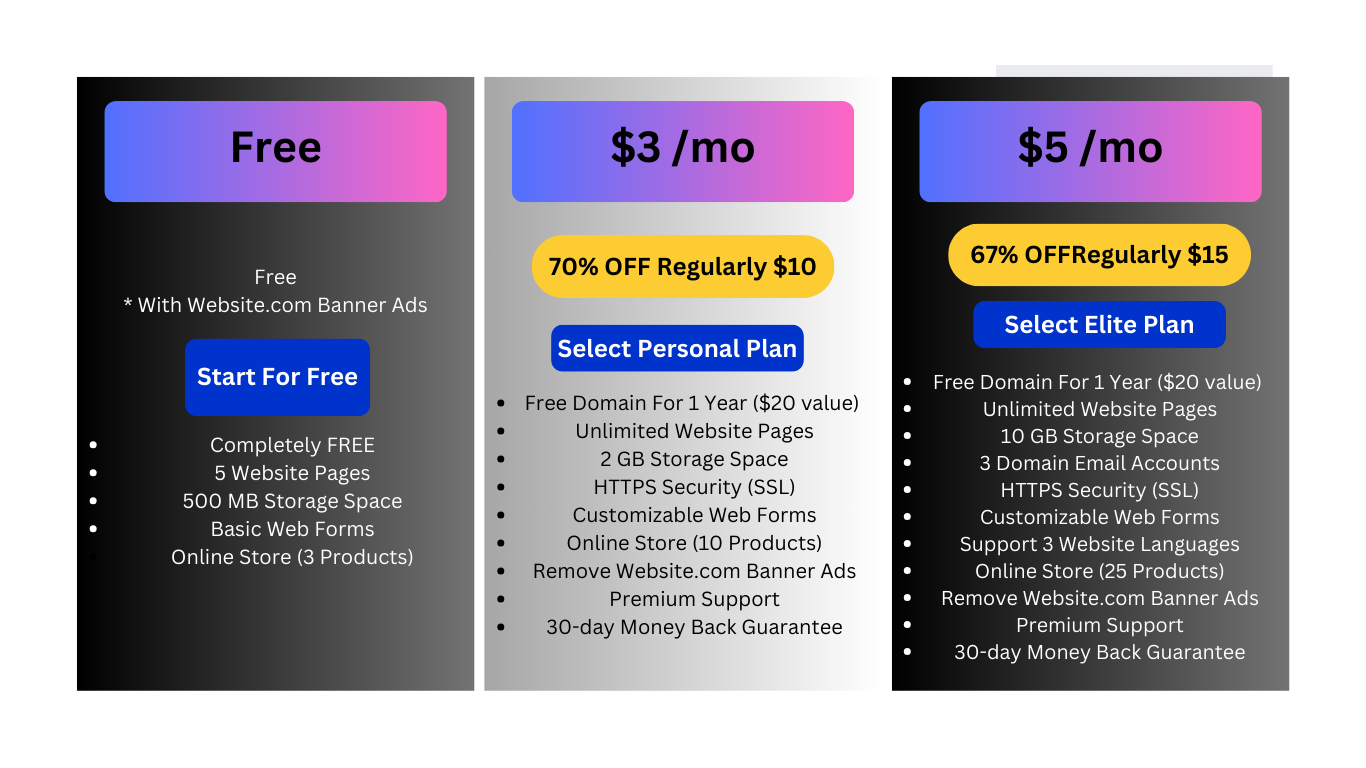 Free
Free
* With Website.com Banner Ads
Start For Free
• Completely FREE
• 5 Website Pages
• 500 MB Storage Space
• Basic Web Forms
• Online Store (3 Products)
$3 /mo
70% OFF Regularly $10
Select Personal Plan
• Free Domain For 1 Year ($20 value)
• Unlimited Website Pages
• 2 GB Storage Space
• HTTPS Security (SSL)
• Customizable Web Forms
• Online Store (10 Products)
• Remove Website.com Banner Ads
• Premium Support
• 30-day Money Back Guarantee
$5 /mo
67% OFFRegularly $15
Select Elite Plan
• Free Domain For 1 Year ($20 value)
• Unlimited Website Pages
• 10 GB Storage Space
• 3 Domain Email Accounts
• HTTPS Security (SSL)
• Customizable Web Forms
• Support 3 Website Languages
• Online Store (25 Products)
• Remove Website.com Banner Ads
• Premium Support
• 30-day Money Back Guarantee